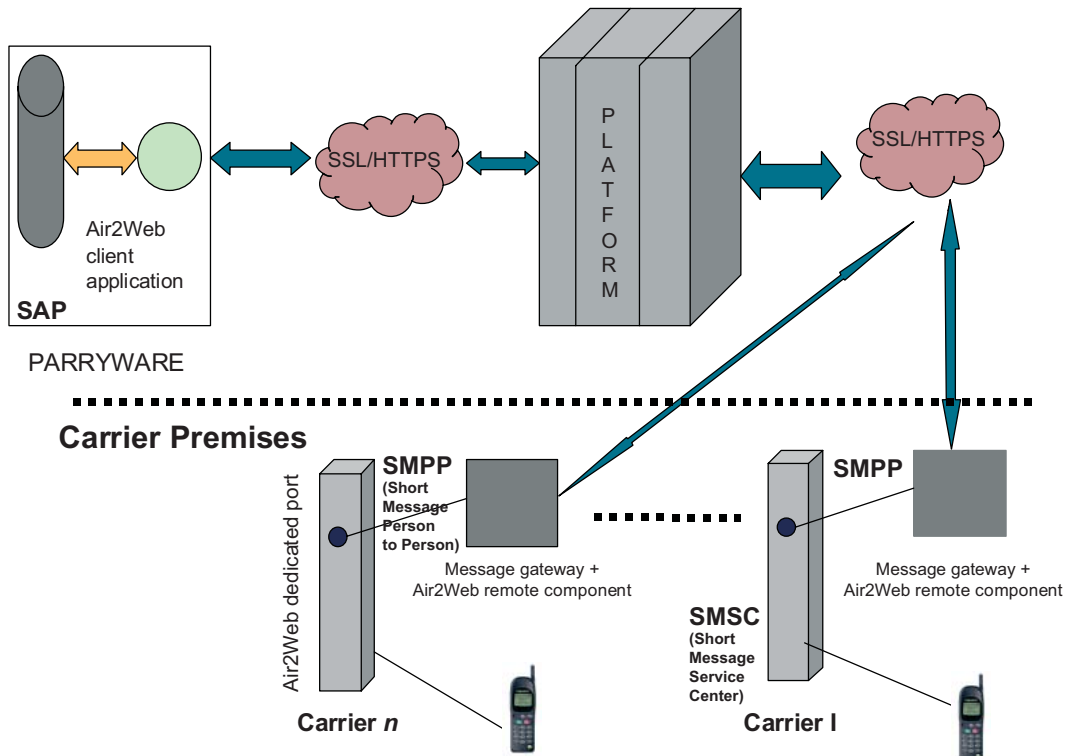 SSL/HTTPS
PLATFORM
SSL/HTTPS
Air2Web
client
application
SAP
PARRYWARE
Carrier Premises
Air2Web dedicated port
SMPP
(Short
Message
Person
to Person)
Message gateway +
Air2Web remote component
Carrier n
SMPP
Message gateway +
Air2Web remote component
SMSC
(Short
Message
Service
Center)
Carrier l